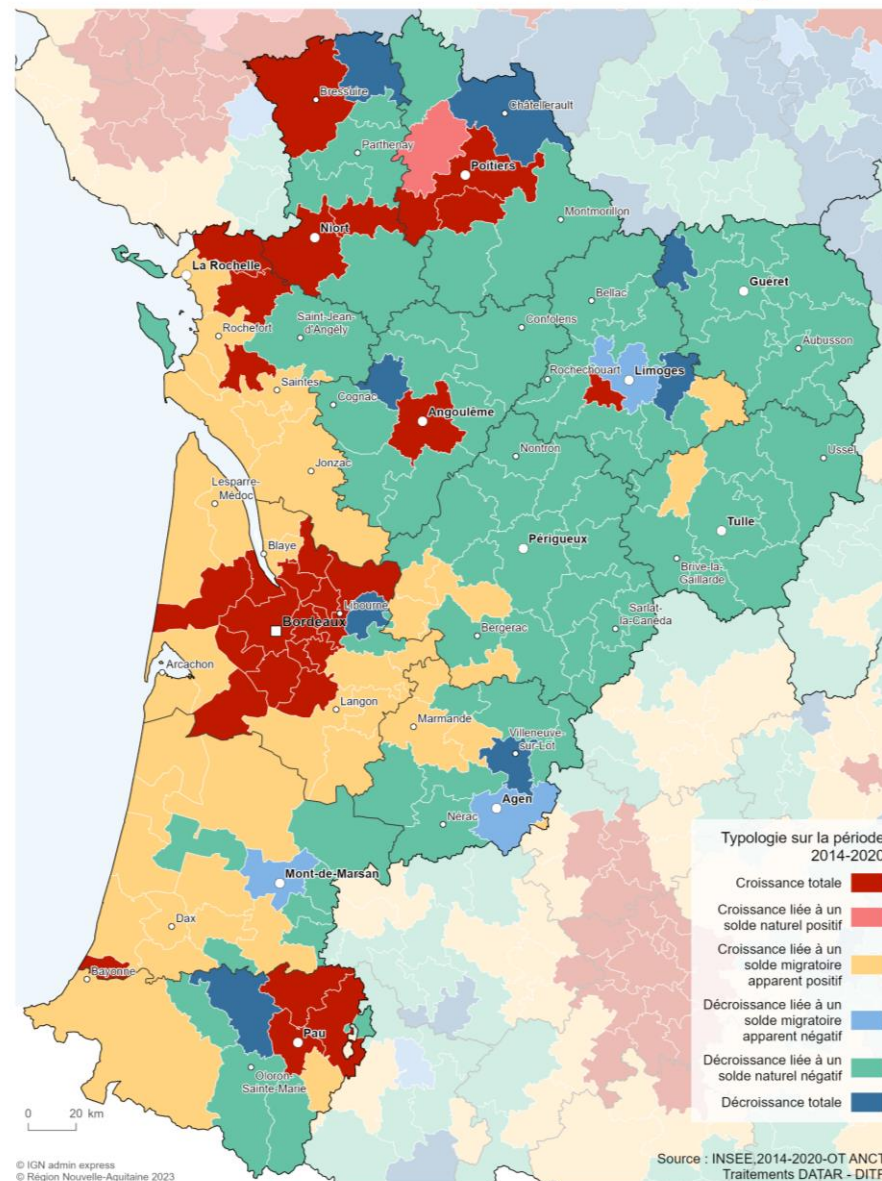 Bressuire
Châtellerault
Parthenay
Poitiers
Montmorillon
Niort
La Rochelle
Guéret
Bellac
Rochefort
Saint-Jean-
d'Angély
Confolens
Aubusson
Saintes
Cognac
Rochechouart
Limoges
Angoulême
Nontron
Ussel
Jonzac
Lesparre-
Médoc
Tulle
Périgueux
Blaye
Brive-la-
Gaillarde
Libourne
Bordeaux
Bergerac
Sarlat-
la-Canéda
Arcachon
Langon
Marmande
Villeneuve-
sur-Lot
Agen
Nérac
Mont-de-Marsan
Dax
Bayonne
Pau
Oloron-
Sainte-Marie
Typologie sur la période
2014-2020
Croissance totale
Croissance liée à un
solde naturel positif
Croissance liée à un
solde migratoire
apparent positif
Décroissance liée à un
solde migratoire
apparent négatif
Décroissance liée à un
solde naturel négatif
Décroissance totale
0 20 km
© IGN admin express
© Région Nouvelle-Aquitaine 2023
Source : INSEE,2014-2020-OT ANCT
Traitements DATAR - DITP